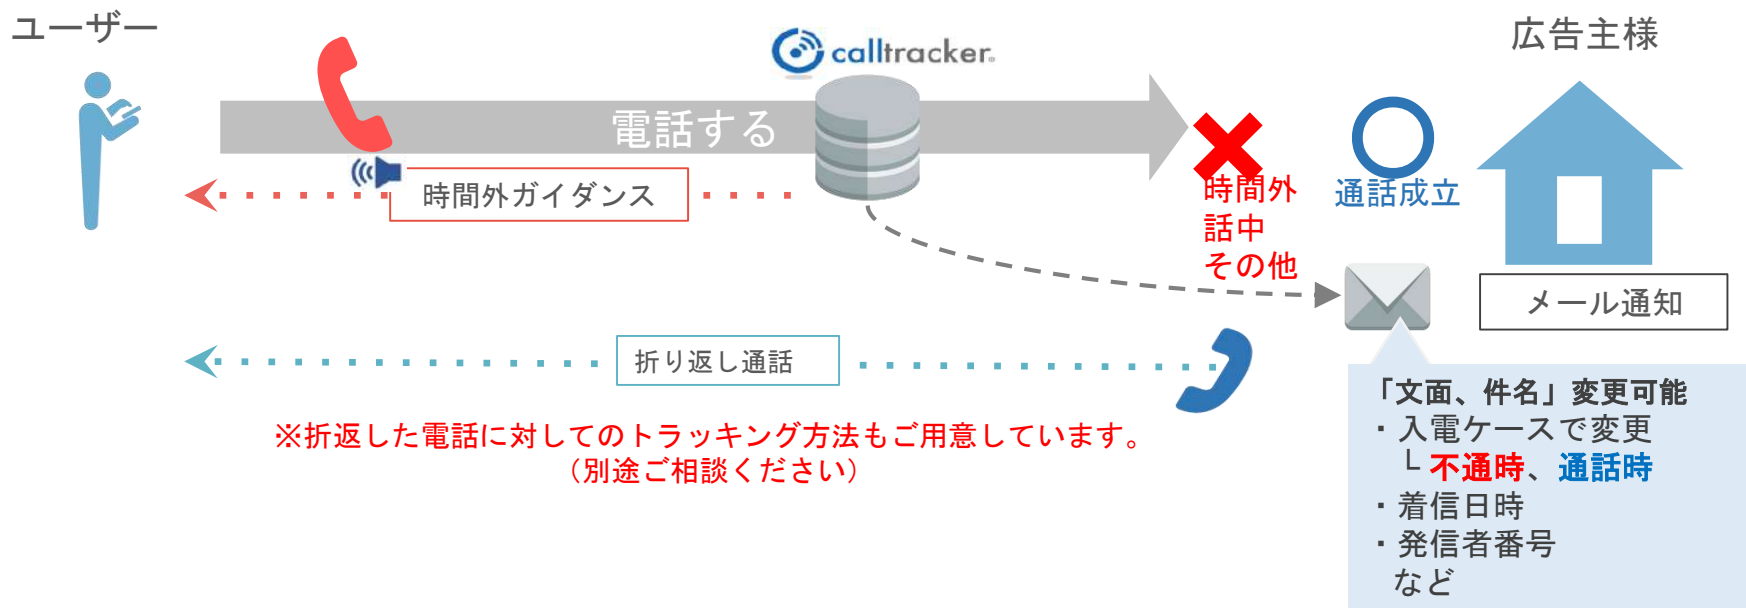 ユーザー
calltracker®
広告主様
電話する
時間外ガイダンス
時間外
話中
その他
通話成立
メール通知
折り返し通話
※折返した電話に対してのトラッキング方法もご用意しています。
（別途ご相談ください）
「文面、件名」変更可能
・入電ケースで変更
└ 不通時、通話時
・着信日時
・発信者番号
など